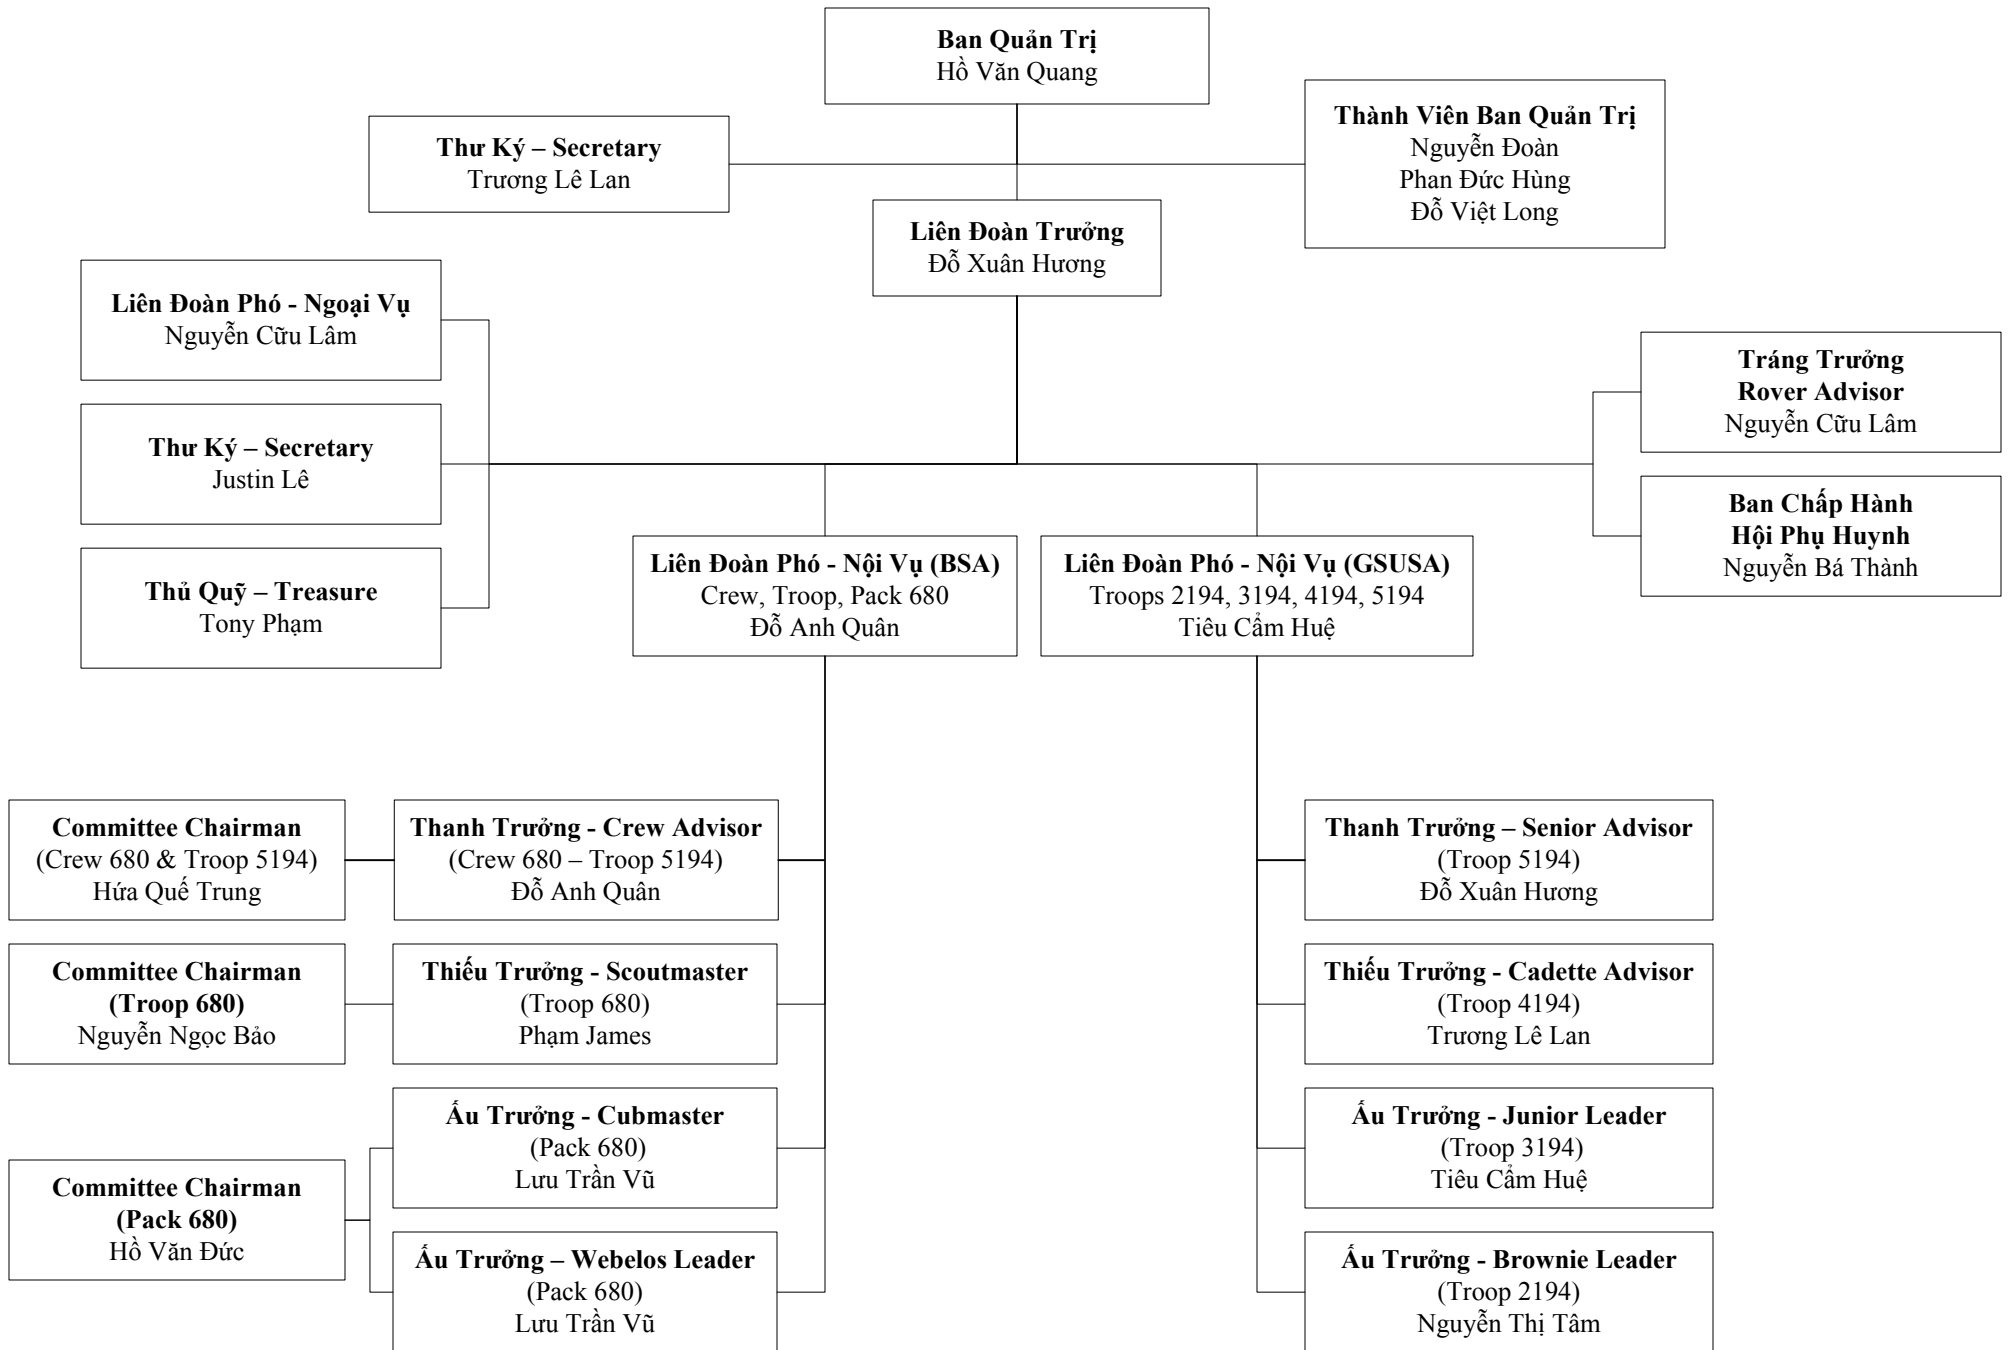 Ban Quản Trị
Hồ Văn Quang
Thư Ký – Secretary
Trương Lê Lan
Thành Viên Ban Quản Trị
Nguyễn Đoàn
Phan Đức Hùng
Đỗ Việt Long
Liên Đoàn Trưởng
Đỗ Xuân Hương
Liên Đoàn Phó - Ngoại Vụ
Nguyễn Cữu Lâm
Thư Ký – Secretary
Justin Lê
Thủ Quỹ – Treasure
Tony Phạm
Tráng Trưởng
Rover Advisor
Nguyễn Cữu Lâm
Ban Chấp Hành
Hội Phụ Huynh
Nguyễn Bá Thành
Liên Đoàn Phó - Nội Vụ (BSA)
Crew, Troop, Pack 680
Đỗ Anh Quân
Liên Đoàn Phó - Nội Vụ (GSUSA)
Troops 2194, 3194, 4194, 5194
Tiêu Cẩm Huệ
Committee Chairman
(Crew 680 & Troop 5194)
Hứa Quế Trung
Thanh Trưởng - Crew Advisor
(Crew 680 – Troop 5194)
Đỗ Anh Quân
Thanh Trưởng – Senior Advisor
(Troop 5194)
Đỗ Xuân Hương
Committee Chairman
(Troop 680)
Nguyễn Ngọc Bảo
Thiếu Trưởng - Scoutmaster
(Troop 680)
Phạm James
Thiếu Trưởng - Cadette Advisor
(Troop 4194)
Trương Lê Lan
Committee Chairman
(Pack 680)
Hồ Văn Đức
Ấu Trưởng - Cubmaster
(Pack 680)
Lưu Trần Vũ
Ấu Trưởng - Junior Leader
(Troop 3194)
Tiêu Cẩm Huệ
Ấu Trưởng – Webelos Leader
(Pack 680)
Lưu Trần Vũ
Ấu Trưởng - Brownie Leader
(Troop 2194)
Nguyễn Thị Tâm